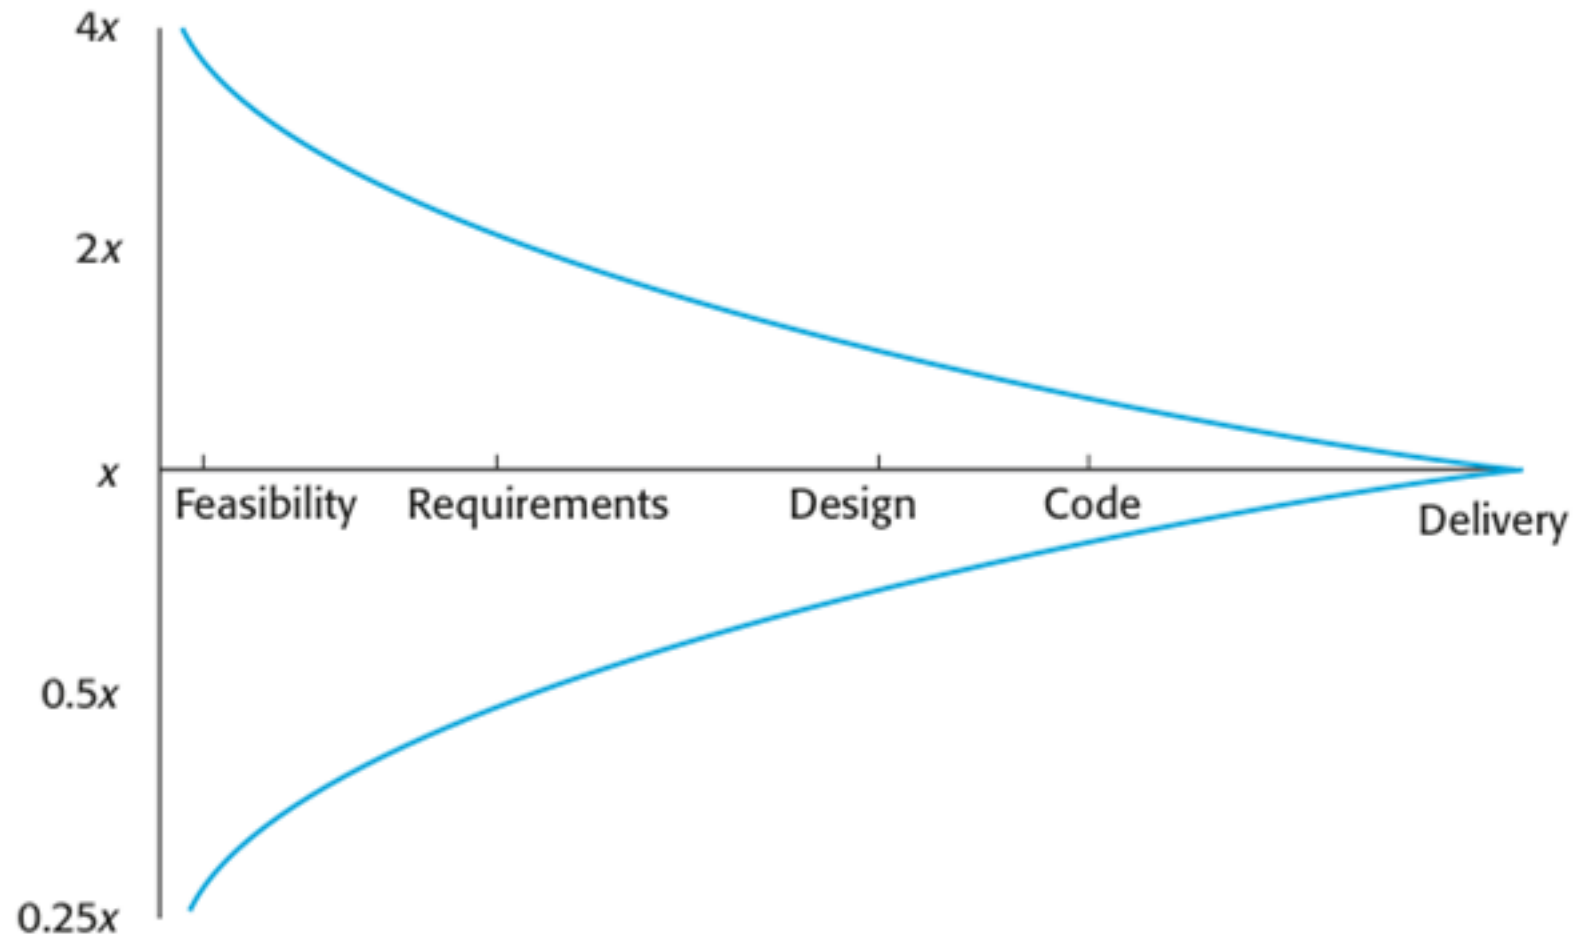 4x
2x
x
Feasibility Requirements Design Code Delivery
0.5x
0.25x